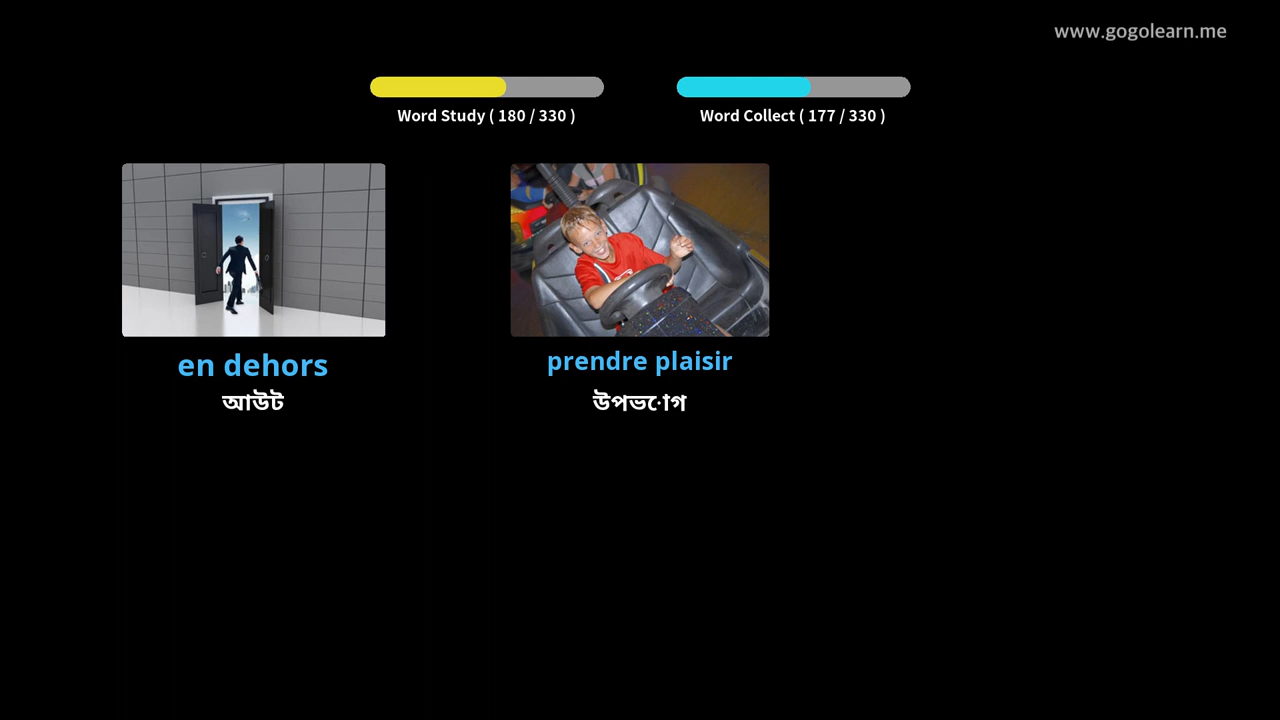 www.gogolearn.me
Word Study ( 180 / 330 )
Word Collect ( 177 / 330 )
en dehors
prendre plaisir
আউট
উপভোগ